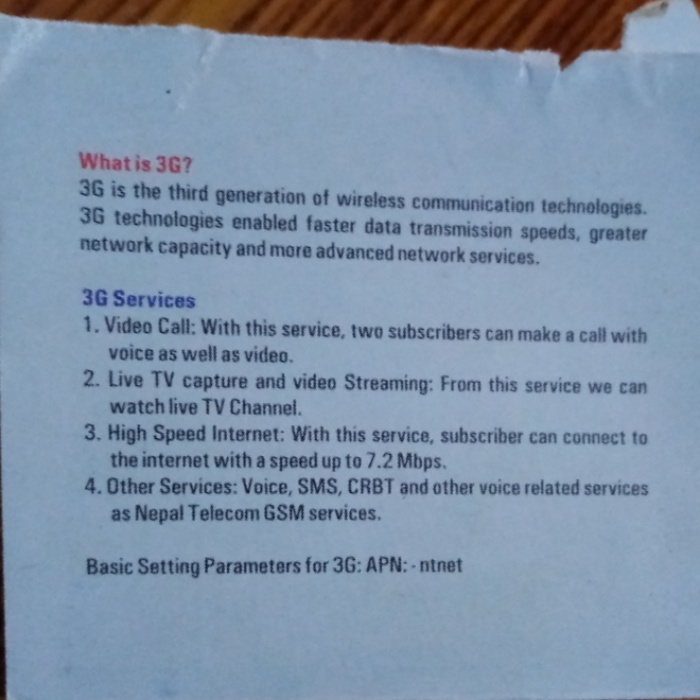 What is 3G?
3G is the third generation of wireless communication technologies.
3G technologies enabled faster data transmission speeds, greater
network capacity and more advanced network services.
3G Services
1. Video Call: With this service, two subscribers can make a call with
voice as well as video.
2. Live TV capture and video Streaming: From this service we can
watch live TV Channel.
3. High Speed Internet: With this service, subscriber can connect to
the internet with a speed up to 7.2 Mbps.
4. Other Services: Voice, SMS, CRBT and other voice related services
as Nepal Telecom GSM services.
Basic Setting Parameters for 3G: APN: - ntnet